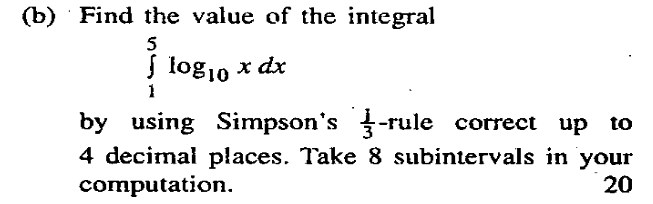 (b) Find the value of the integral
5
∫ log₁₀ x dx
1
by using Simpson's 1/3-rule correct up to
4 decimal places. Take 8 subintervals in your
computation. 20